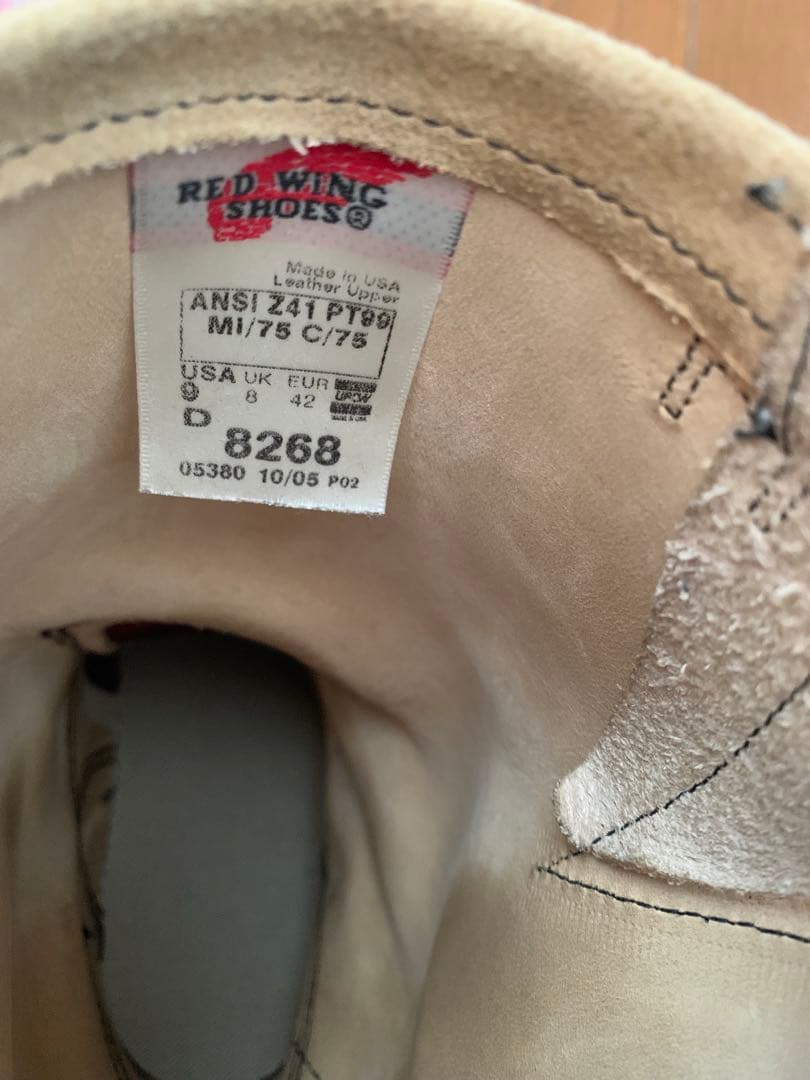 RED WING
SHOES®
Made in USA
Leather Upper
ANSI Z41 PT99
MI/75 C/75
USA UK EUR
9 8 42
UFCW
D
8268
05380 10/05 P02